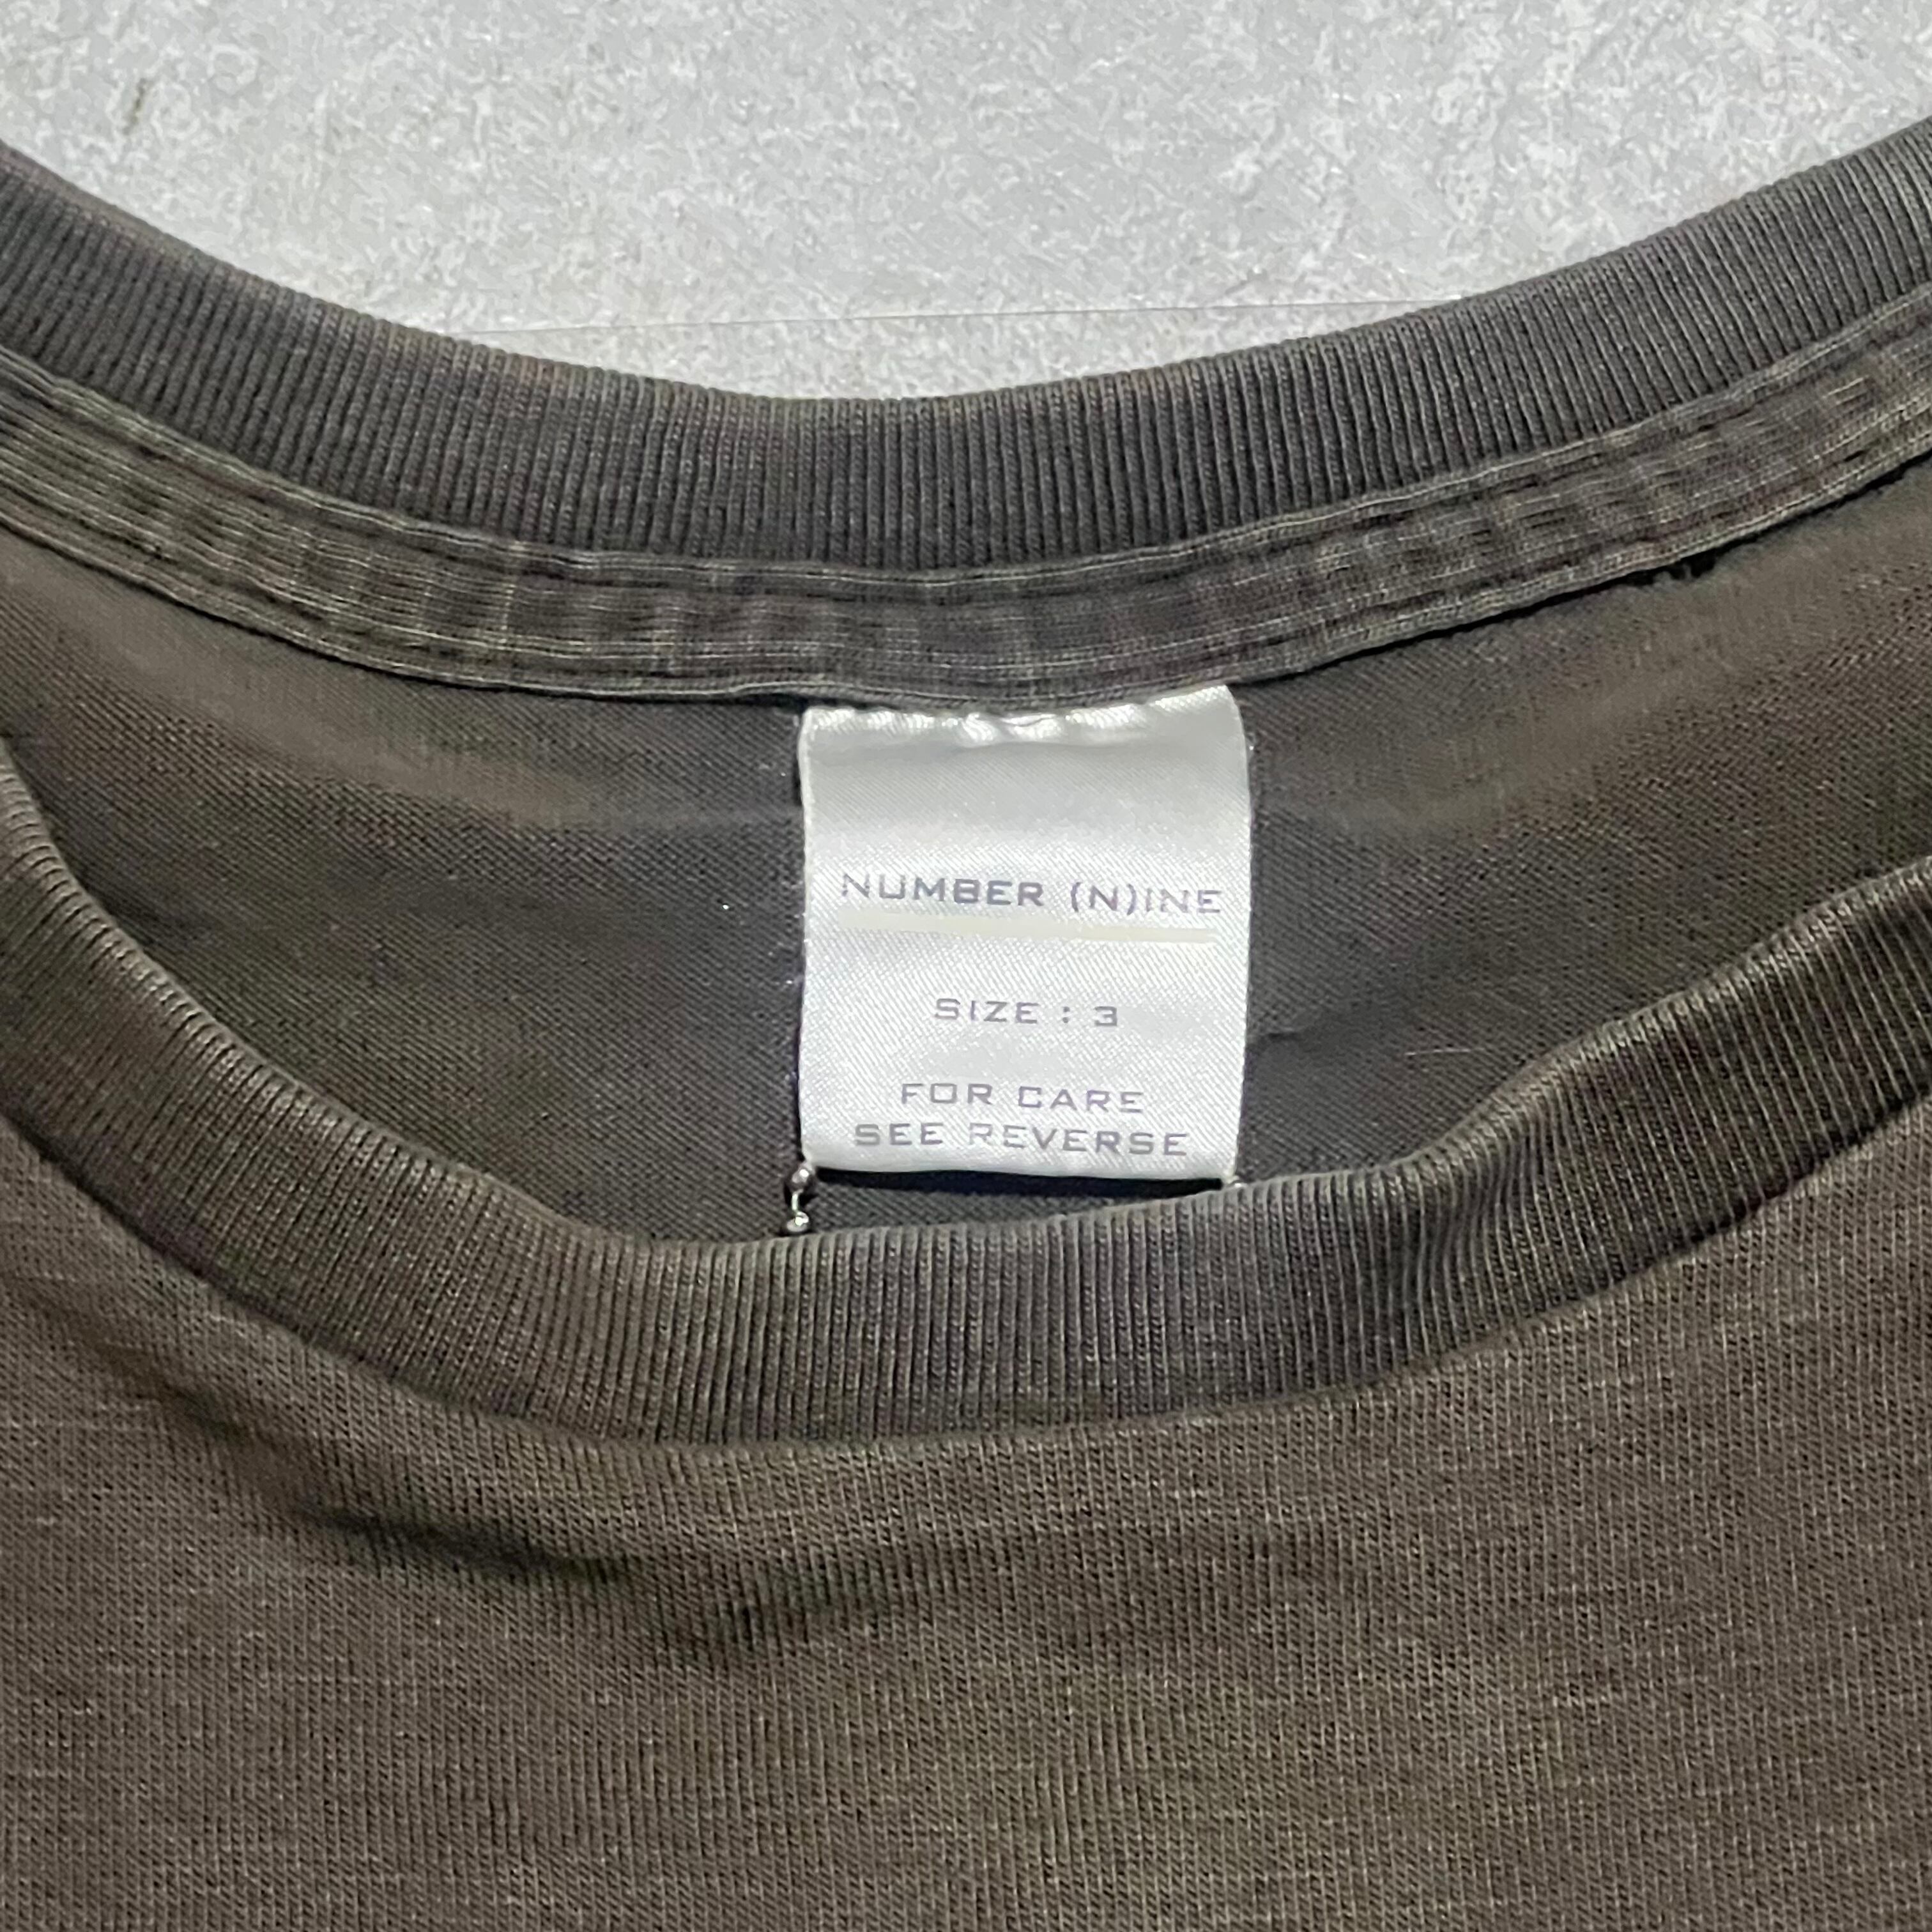 NUMBER (N)INE
SIZE : 3
FOR CARE
SEE REVERSE